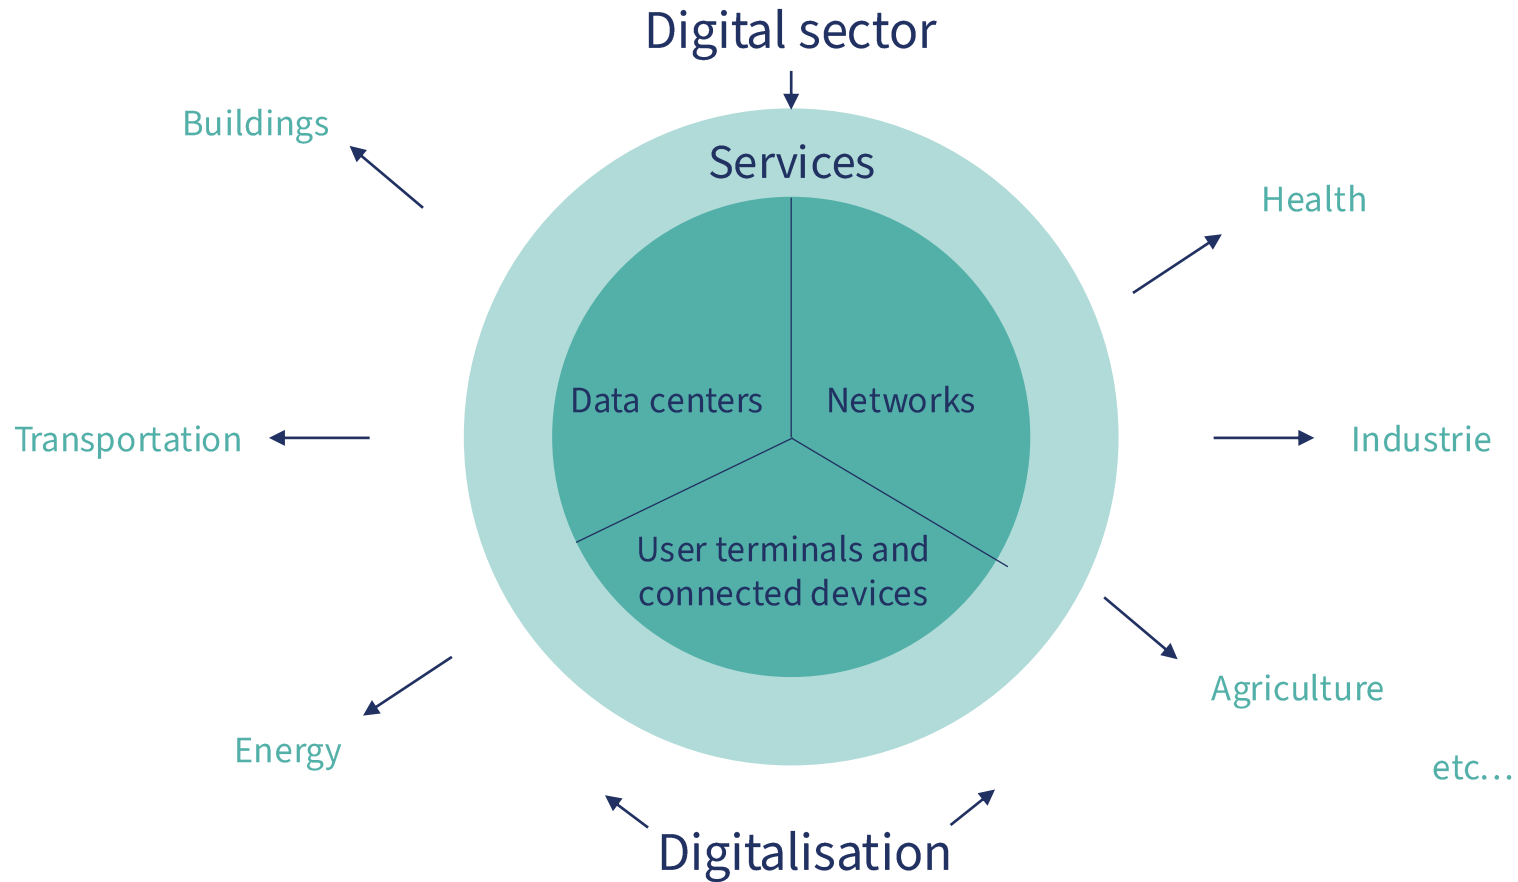 Digital sector
Services
Buildings
Health
Data centers
Networks
Transportation
Industrie
User terminals and
connected devices
Agriculture
Energy
etc...
Digitalisation